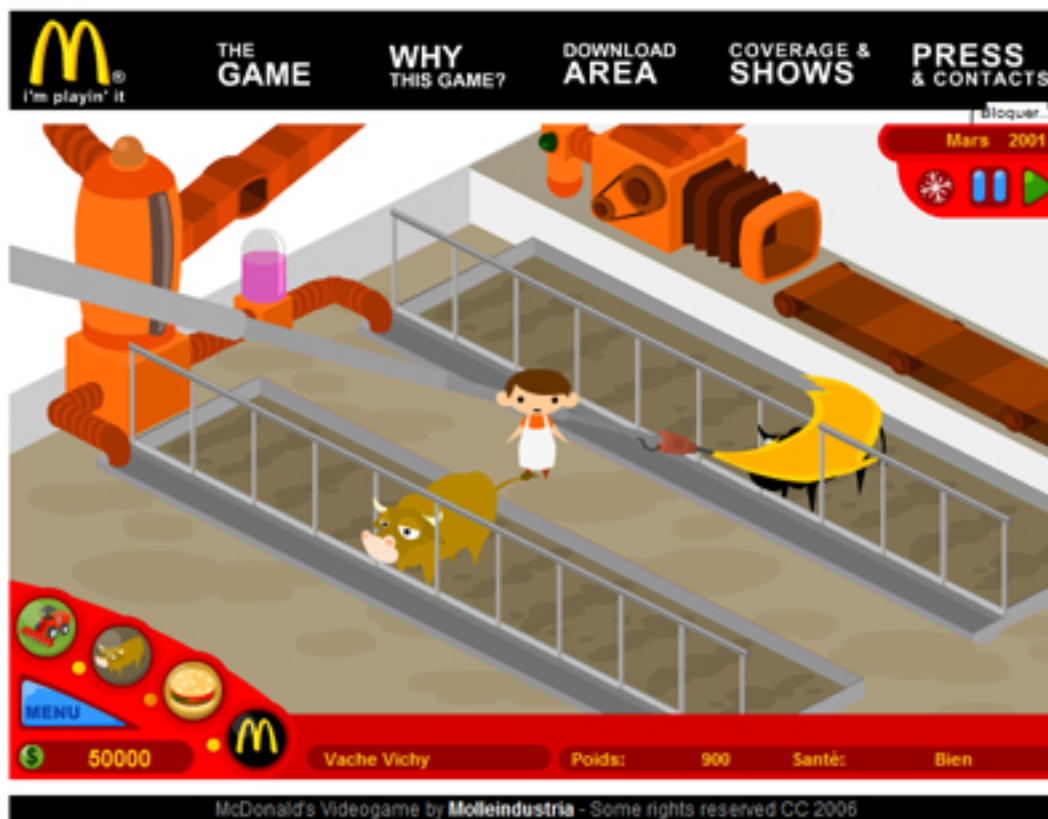 i'm playin' it
THE
GAME
WHY
THIS GAME?
DOWNLOAD
AREA
COVERAGE &
SHOWS
PRESS
& CONTACTS
Bloquer...
Mars 2001
MENU
$ 50000
Vache Vichy
Poids: 900
Santé: Bien
McDonald's Videogame by Molleindustria - Some rights reserved CC 2006